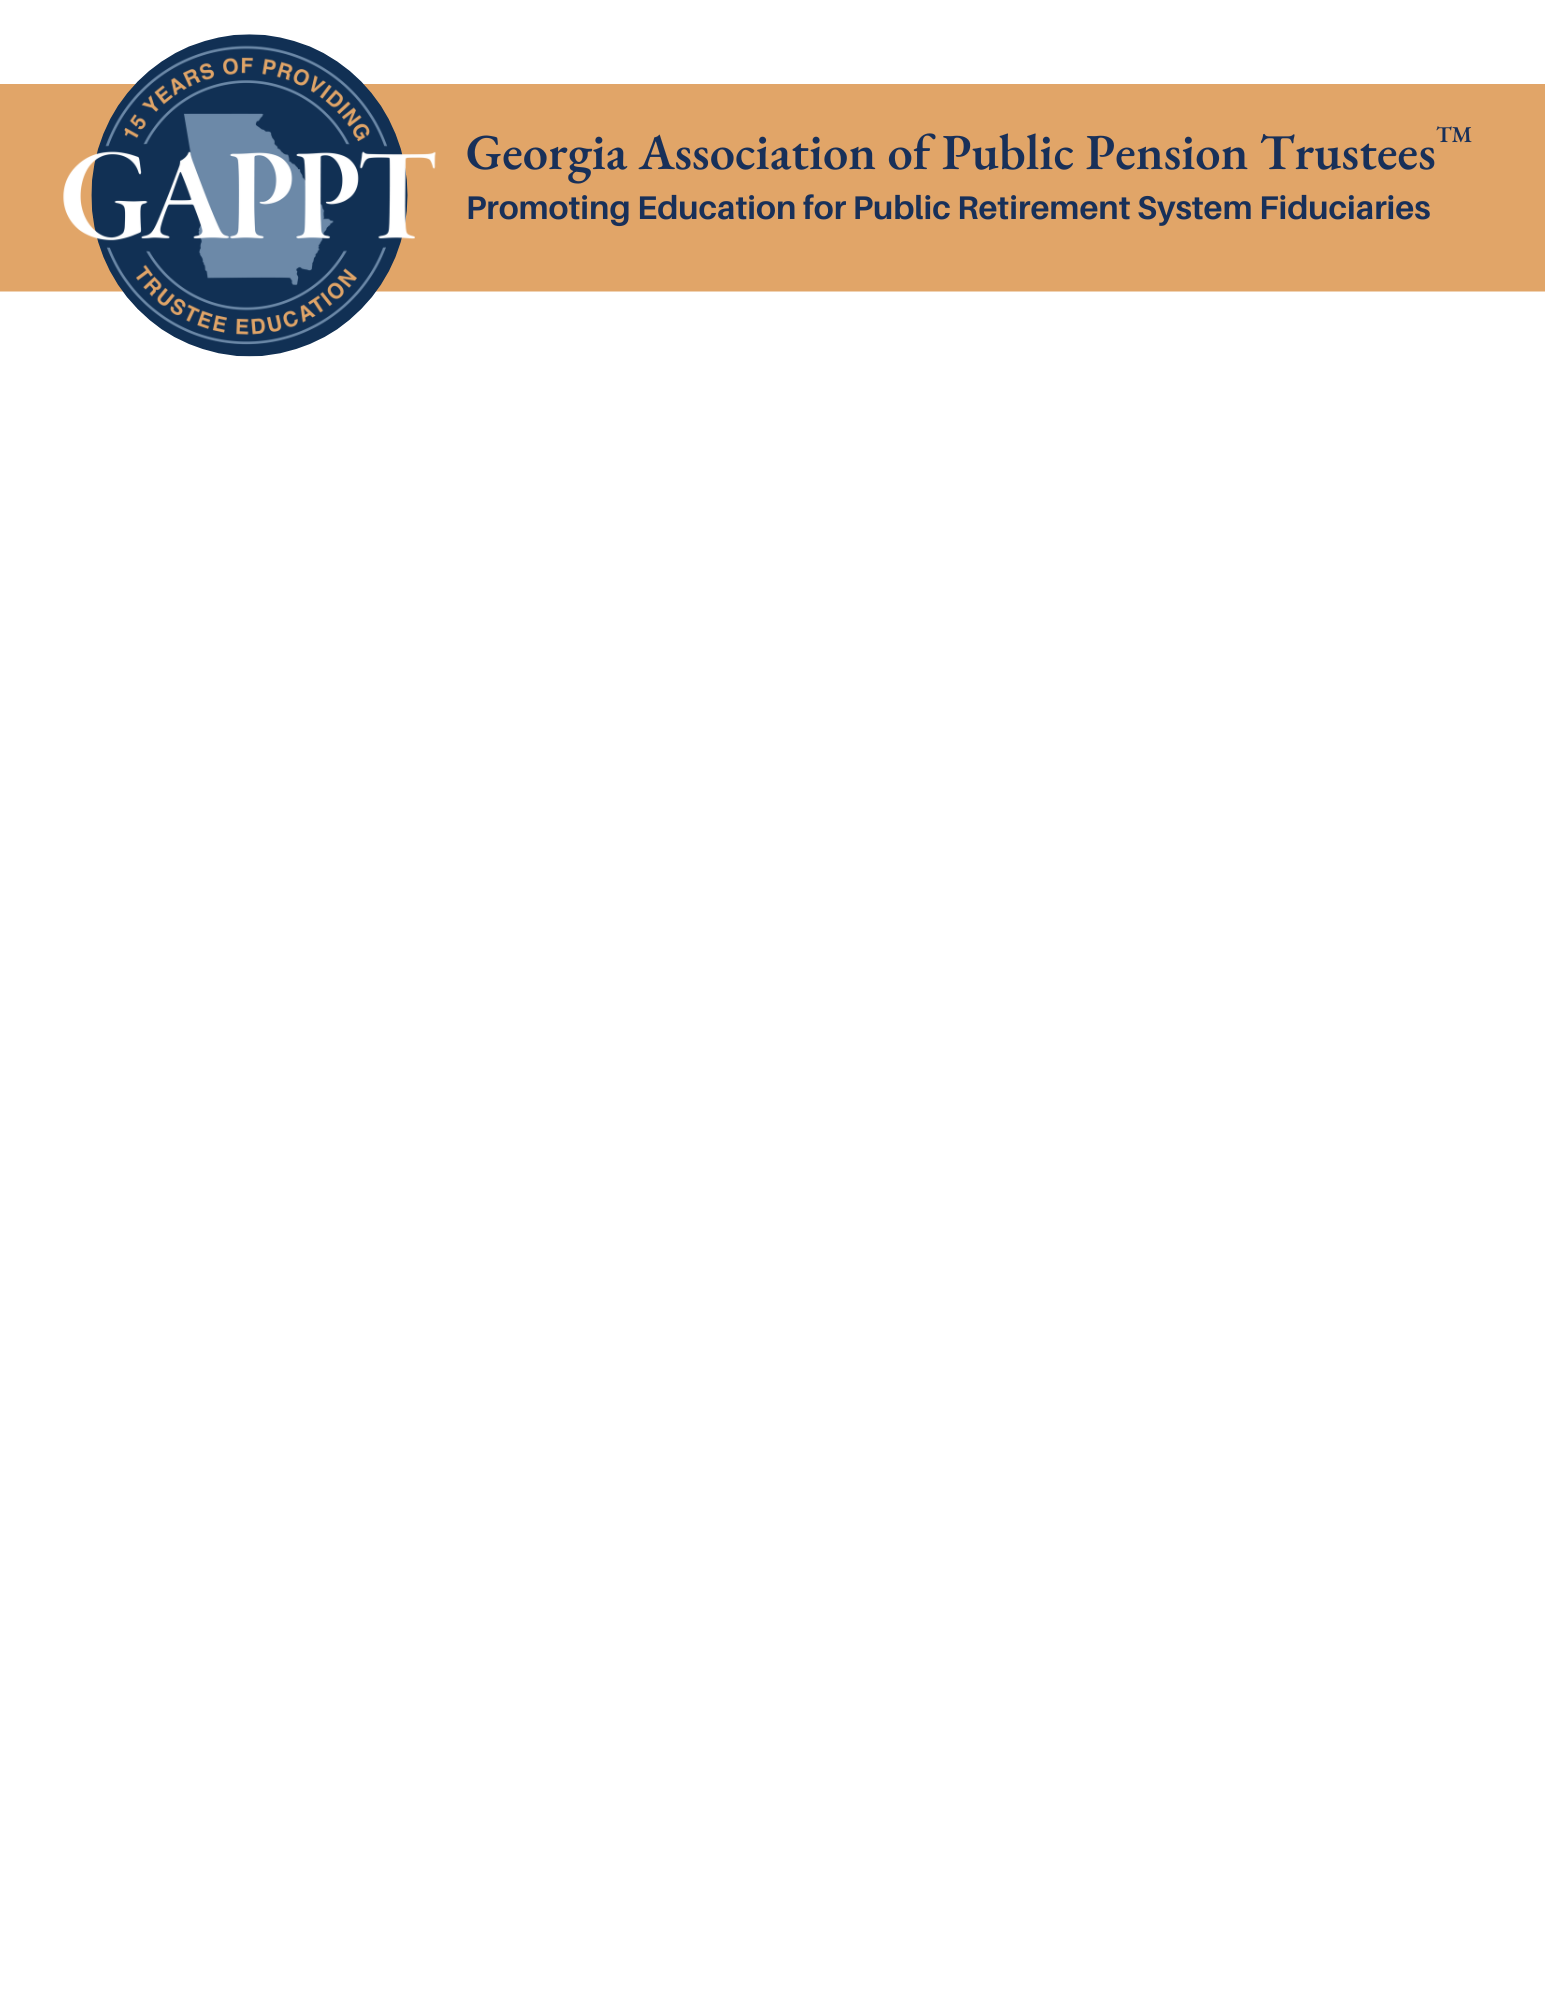 15 YEARS OF PROVIDING
GAPPT
TRUSTEE EDUCATION
Georgia Association of Public Pension Trustees™
Promoting Education for Public Retirement System Fiduciaries